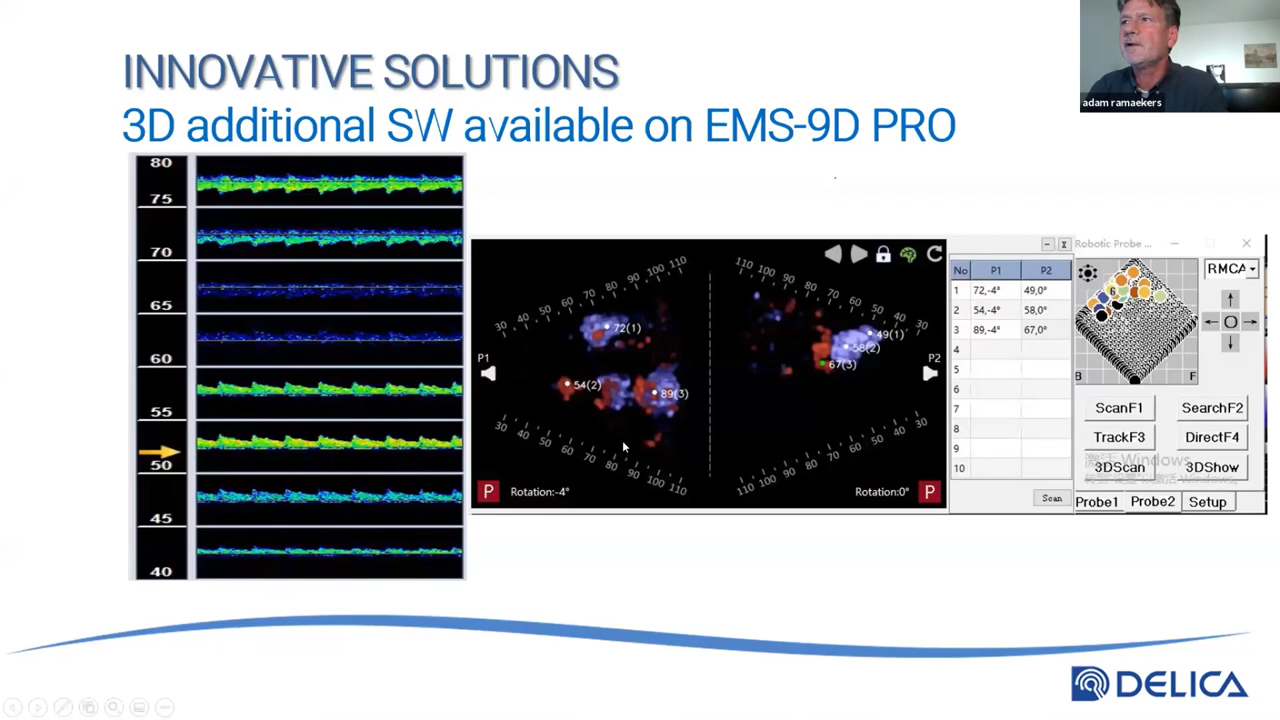 adam ramaekers
INNOVATIVE SOLUTIONS
3D additional SW available on EMS-9D PRO
80
75
70
65
60
55
50
45
40
30 40 50 60 70 80 90 100 110
110 100 90 80 70 60 50 40 30
72(1)
49(1)
58(2)
67(3)
P1
P2
54(2)
89(3)
30 40 50 60 70 80 90 100 110
110 100 90 80 70 60 50 40 30
P Rotation:-4°
Rotation:0° P
No P1 P2
1 72,-4° 49,0°
2 54,-4° 58,0°
3 89,-4° 67,0°
4
5
6
7
8
9
10
Scan
Robotic Probe ...
RMCA
6
B F
ScanF1 SearchF2
TrackF3 DirectF4
激活 Windows
3DScan 3DShow
Probe1 Probe2 Setup
DELICA